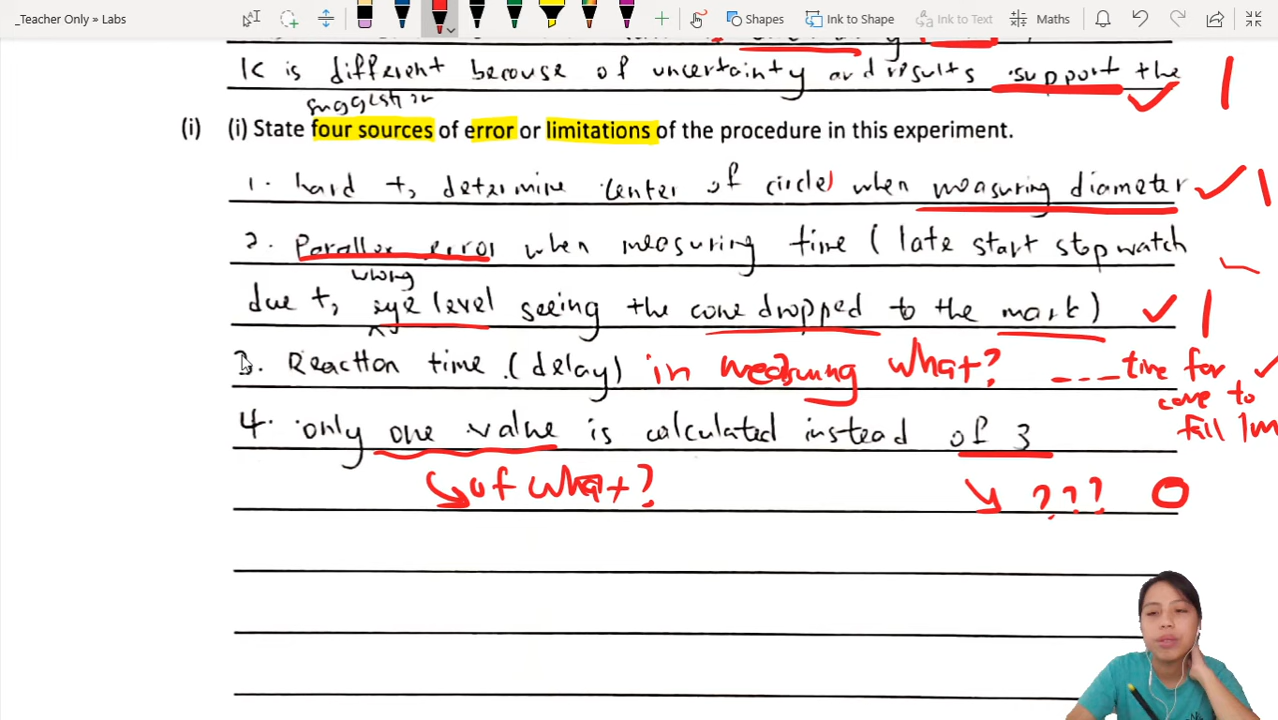 _Teacher Only » Labs
Shapes
Ink to Shape
Ink to Text
Maths
K is different because of uncertainty and results support the 1
suggestion
(i) (i) State four sources of error or limitations of the procedure in this experiment.
1. hard to determine center of circle) when measuring diameter ✓ 1
2. Parallax error when measuring time (late start stopwatch
wrong
due to eye level seeing the cone dropped to the mark) ✓ 1
3. Reaction time (delay) in measuring what? ---- time for ✓
cone to
fall 1m
4. only one value is calculated instead of 3
of what? ??? 0